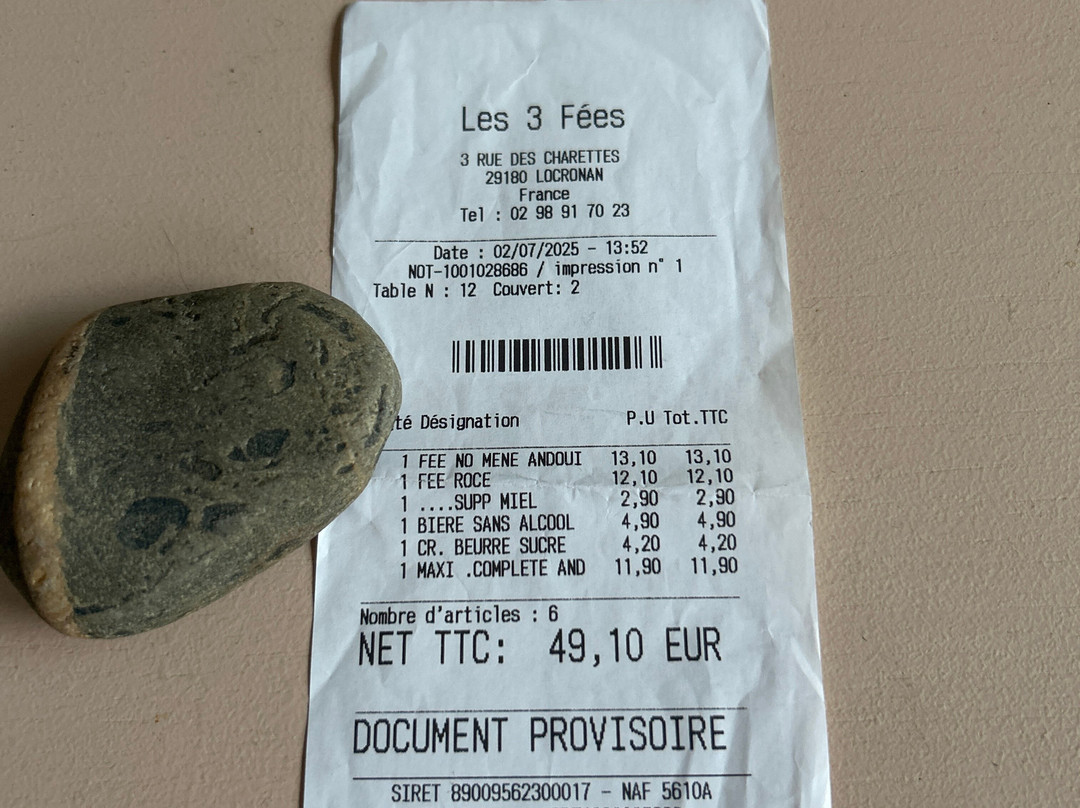 Les 3 Fées
3 RUE DES CHARETTES
29180 LOCRONAN
France
Tel : 02 98 91 70 23
Date : 02/07/2025 - 13:52
NOT-1001028686 / impression n° 1
Table N : 12 Couvert: 2
té Désignation P.U Tot.TTC
1 FEE NO MENE ANDOUI 13,10 13,10
1 FEE ROCE 12,10 12,10
1 ....SUPP MIEL 2,90 2,90
1 BIERE SANS ALCOOL 4,90 4,90
1 CR. BEURRE SUCRE 4,20 4,20
1 MAXI .COMPLETE AND 11,90 11,90
Nombre d'articles : 6
NET TTC: 49,10 EUR
DOCUMENT PROVISOIRE
SIRET 89009562300017 - NAF 5610A